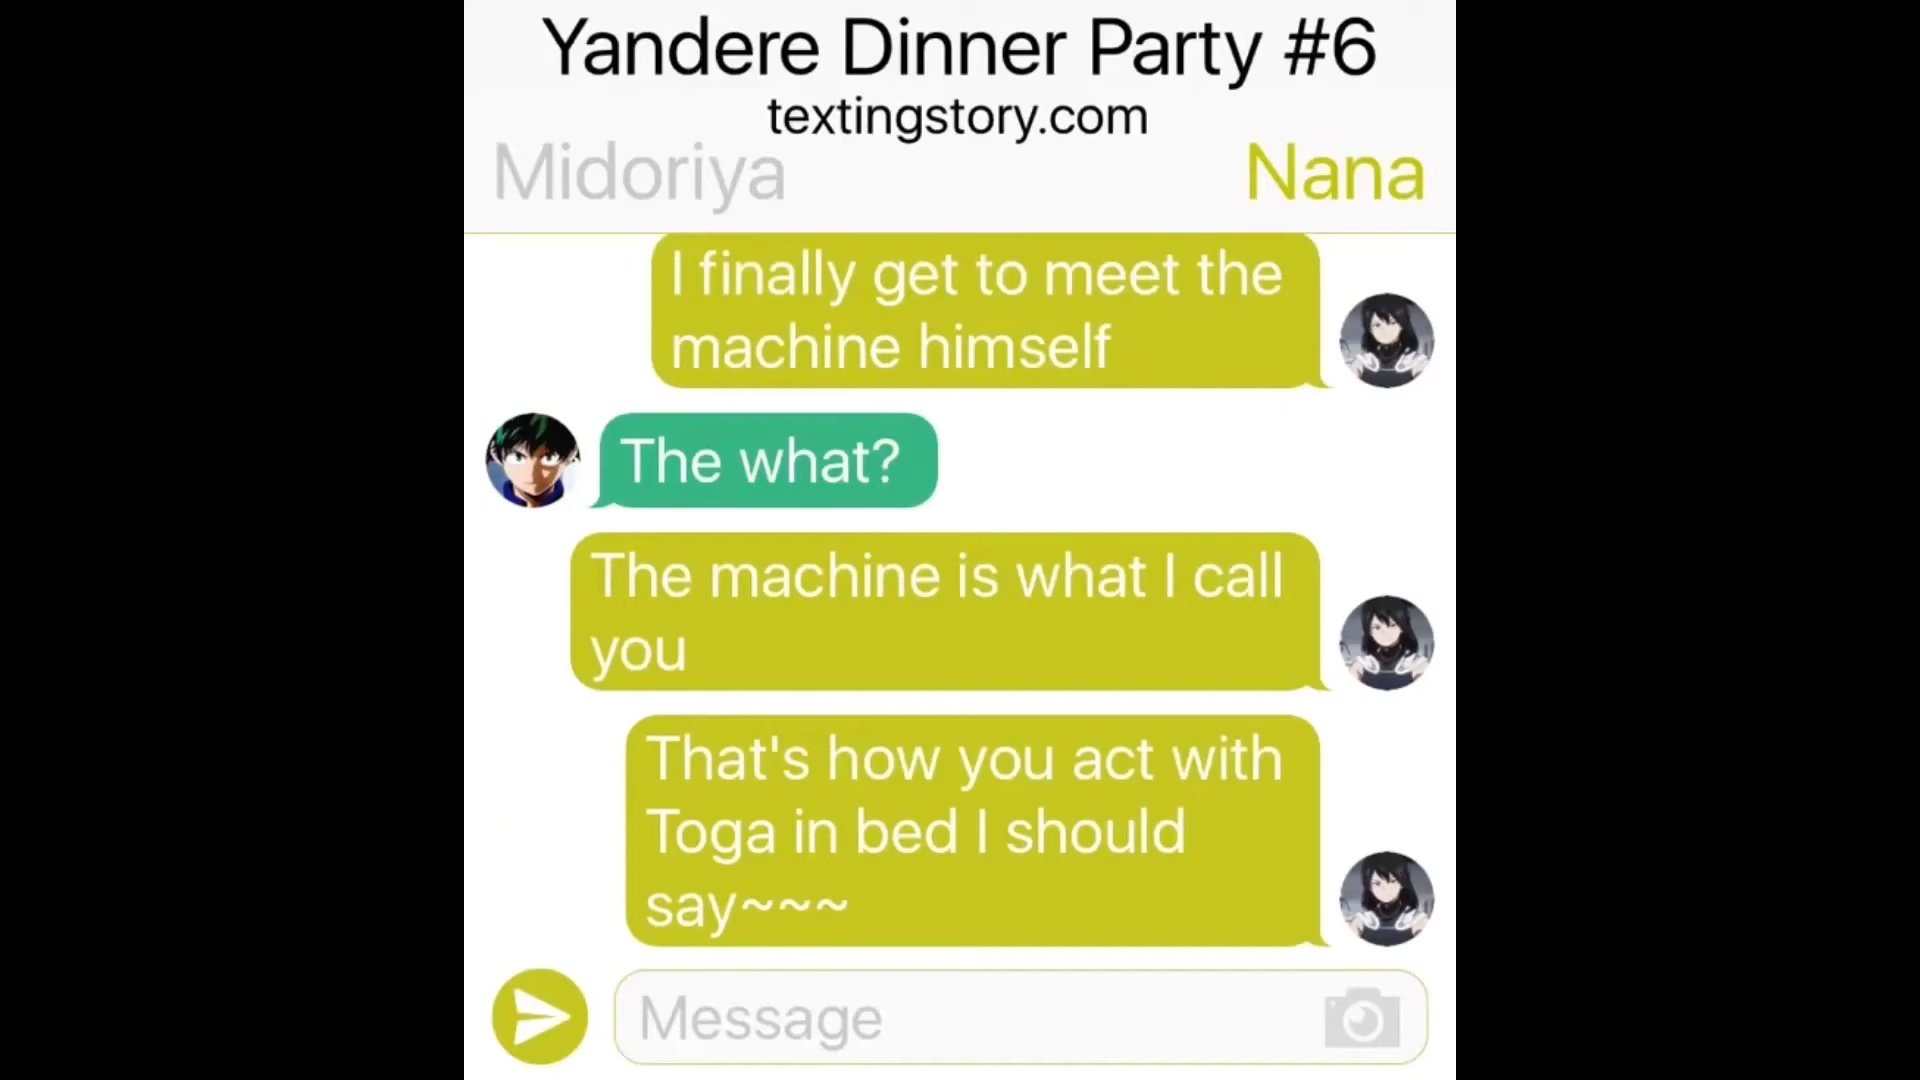 Yandere Dinner Party #6
textingstory.com
Midoriya
Nana
I finally get to meet the
machine himself
The what?
The machine is what I call
you
That's how you act with
Toga in bed I should
say~~~
Message